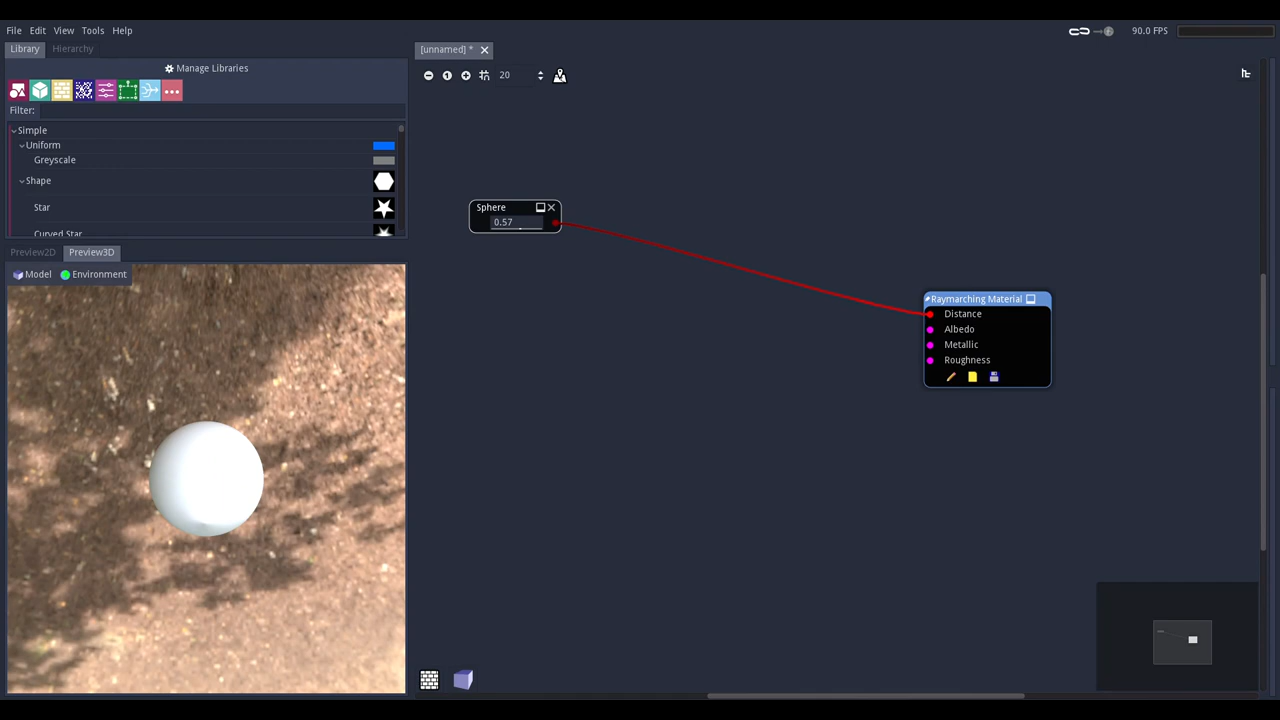 File Edit View Tools Help
90.0 FPS
Library Hierarchy
[unnamed] *
Manage Libraries
20
Filter:
Simple
Uniform
Greyscale
Shape
Star
Curved Star
Sphere
0.57
Preview2D Preview3D
Model Environment
Raymarching Material
Distance
Albedo
Metallic
Roughness